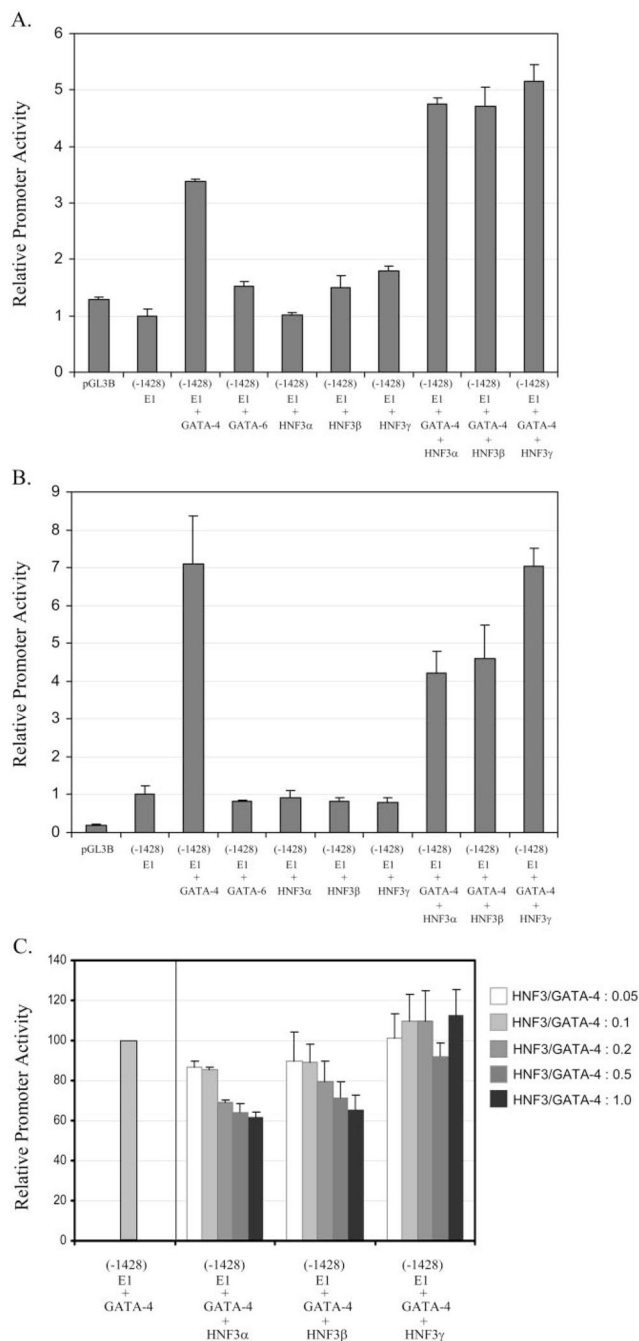 A.
Relative Promoter Activity
6
5
4
3
2
1
0
pGL3B
(-1428)
E1
(-1428)
E1
+
GATA-4
(-1428)
E1
+
GATA-6
(-1428)
E1
+
HNF3α
(-1428)
E1
+
HNF3β
(-1428)
E1
+
HNF3γ
(-1428)
E1
+
GATA-4
+
HNF3α
(-1428)
E1
+
GATA-4
+
HNF3β
(-1428)
E1
+
GATA-4
+
HNF3γ
B.
Relative Promoter Activity
9
8
7
6
5
4
3
2
1
0
pGL3B
(-1428)
E1
(-1428)
E1
+
GATA-4
(-1428)
E1
+
GATA-6
(-1428)
E1
+
HNF3α
(-1428)
E1
+
HNF3β
(-1428)
E1
+
HNF3γ
(-1428)
E1
+
GATA-4
+
HNF3α
(-1428)
E1
+
GATA-4
+
HNF3β
(-1428)
E1
+
GATA-4
+
HNF3γ
C.
Relative Promoter Activity
140
120
100
80
60
40
20
0
(-1428)
E1
+
GATA-4
(-1428)
E1
+
GATA-4
+
HNF3α
(-1428)
E1
+
GATA-4
+
HNF3β
(-1428)
E1
+
GATA-4
+
HNF3γ
HNF3/GATA-4 : 0.05
HNF3/GATA-4 : 0.1
HNF3/GATA-4 : 0.2
HNF3/GATA-4 : 0.5
HNF3/GATA-4 : 1.0